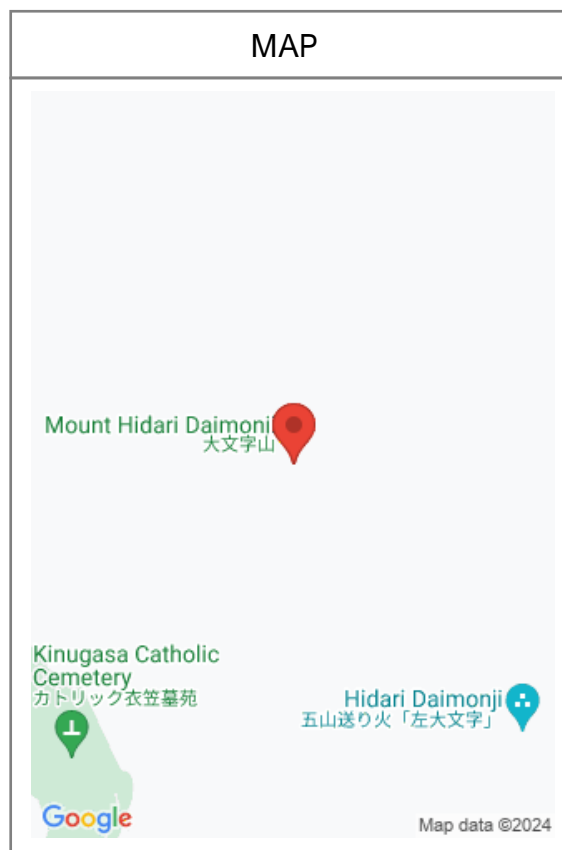 MAP
Mount Hidari Daimonji
大文字山
Kinugasa Catholic
Cemetery
カトリック衣笠墓苑
Hidari Daimonji
五山送り火「左大文字」
Google
Map data ©2024